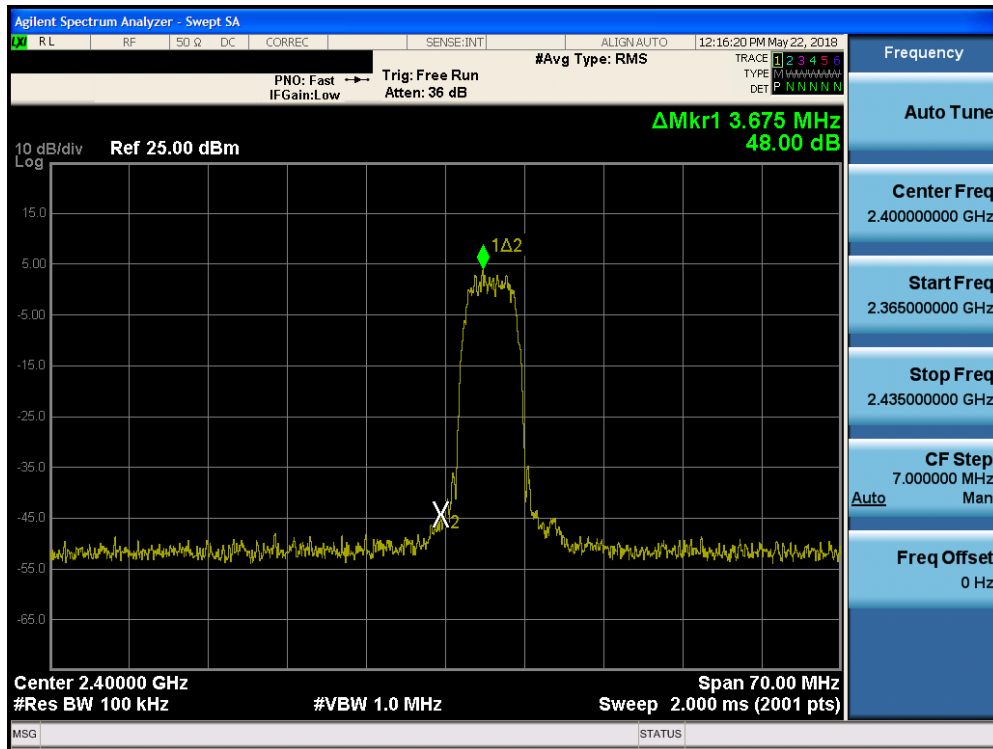 Agilent Spectrum Analyzer - Swept SA
LXI RL RF 50 Ω DC CORREC SENSE:INT ALIGN AUTO 12:16:20 PM May 22, 2018
#Avg Type: RMS TRACE 1 2 3 4 5 6
PNO: Fast Trig: Free Run TYPE M WWWWW
IFGain:Low Atten: 36 dB DET P N N N N N
ΔMkr1 3.675 MHz
48.00 dB
10 dB/div Ref 25.00 dBm
Log
15.0
1Δ2
5.00
-5.00
-15.0
-25.0
-35.0
-45.0
2
-55.0
-65.0
Center 2.40000 GHz Span 70.00 MHz
#Res BW 100 kHz #VBW 1.0 MHz Sweep 2.000 ms (2001 pts)
MSG STATUS
Frequency
Auto Tune
Center Freq
2.400000000 GHz
Start Freq
2.365000000 GHz
Stop Freq
2.435000000 GHz
CF Step
7.000000 MHz
Auto Man
Freq Offset
0 Hz